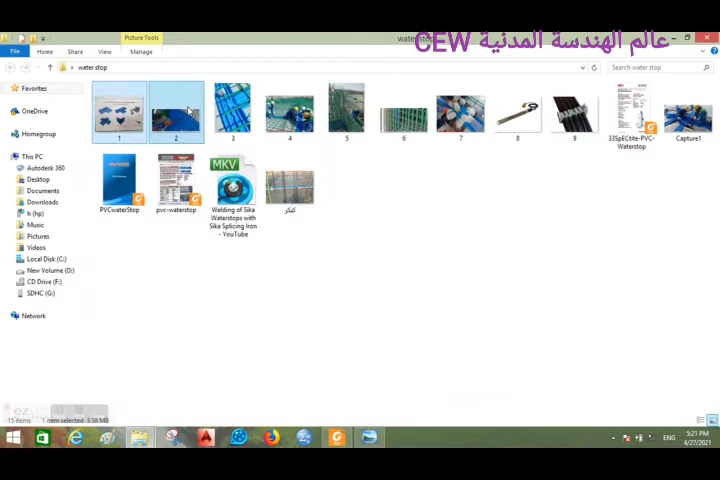 Picture Tools
water stop
عالم الهندسة المدنية CEW
File
Home
Share
View
Manage
water stop
Search water stop
Favorites
OneDrive
Homegroup
This PC
Autodesk 360
Desktop
Documents
Downloads
h (hp)
Music
Pictures
Videos
Local Disk (C:)
New Volume (D:)
CD Drive (F:)
SDHC (G:)
Network
1
2
3
4
5
6
7
8
9
33SpECtite-PVC-
Waterstop
Capture1
PVCwaterStop
pvc-waterstop
MKV
Welding of Sika
Waterstops with
Sika Splicing Iron
- YouTube
كيكر
ez
15 items
1 item selected 3.58 MB
ENG
5:21 PM
4/27/2021